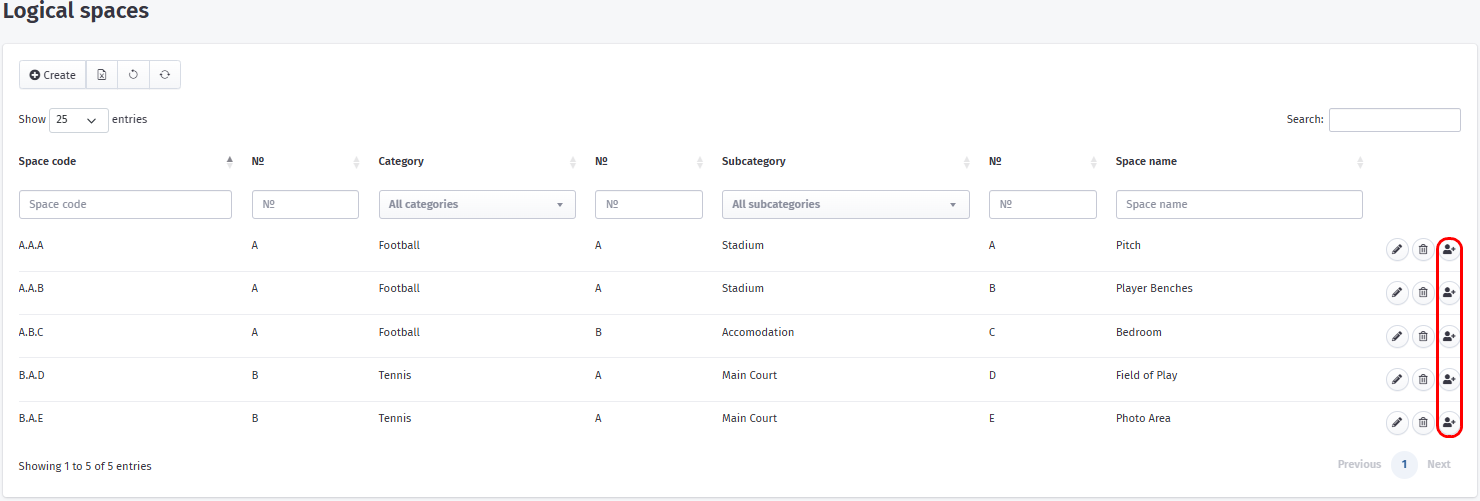 Logical spaces
Create
Show 25 entries
Search:
Space code № Category № Subcategory № Space name
Space code № All categories № All subcategories № Space name
A.A.A A Football A Stadium A Pitch
A.A.B A Football A Stadium B Player Benches
A.B.C A Football B Accomodation C Bedroom
B.A.D B Tennis A Main Court D Field of Play
B.A.E B Tennis A Main Court E Photo Area
Showing 1 to 5 of 5 entries
Previous 1 Next